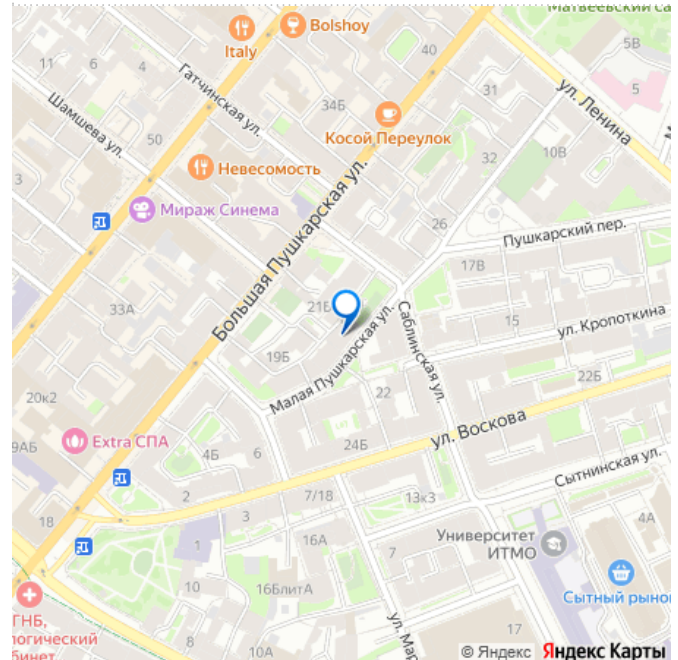 Матвеевский са
Bolshoy
Italy
5В
11
6
4
40
Гатчинская ул.
31
5
34Б
ул. Ленина
Шамшева ул.
Косой Переулок
50
32
10В
Невесомость
Мираж Синема
26
Пушкарский пер.
Большая Пушкарская ул.
17В
21Б
33А
Малая Пушкарская ул.
Саблинская ул.
15
ул. Кропоткина
19Б
22Б
20к2
22
Extra СПА
9АБ
4Б
6
24Б
ул. Воскова
Сытнинская ул.
2
7/18
13к3
18
3
4А
1
16А
Университет
ИТМО
7
10
16БлитА
Сытный рыно
ГНБ,
логический
бинет
8
ул. Мар
17
© Яндекс Яндекс Карты